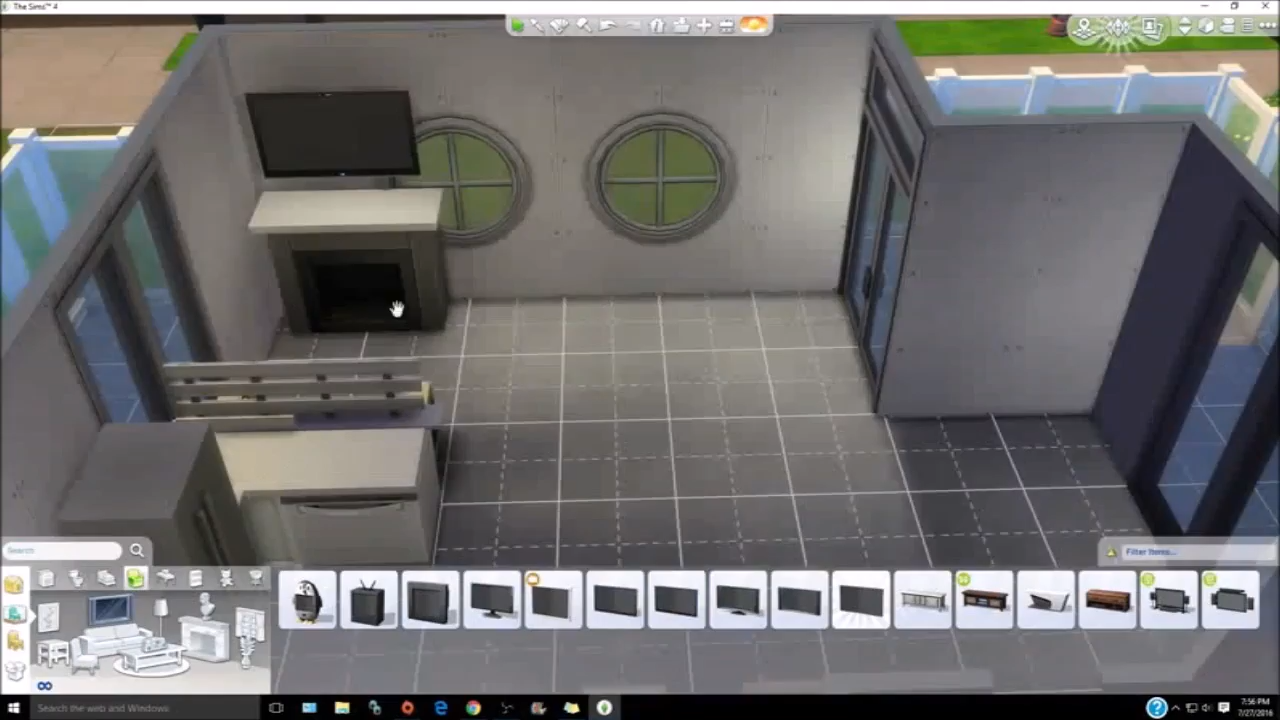 The Sims™ 4
Search
Filter Items...
Search the web and Windows
7:56 PM
7/27/2016